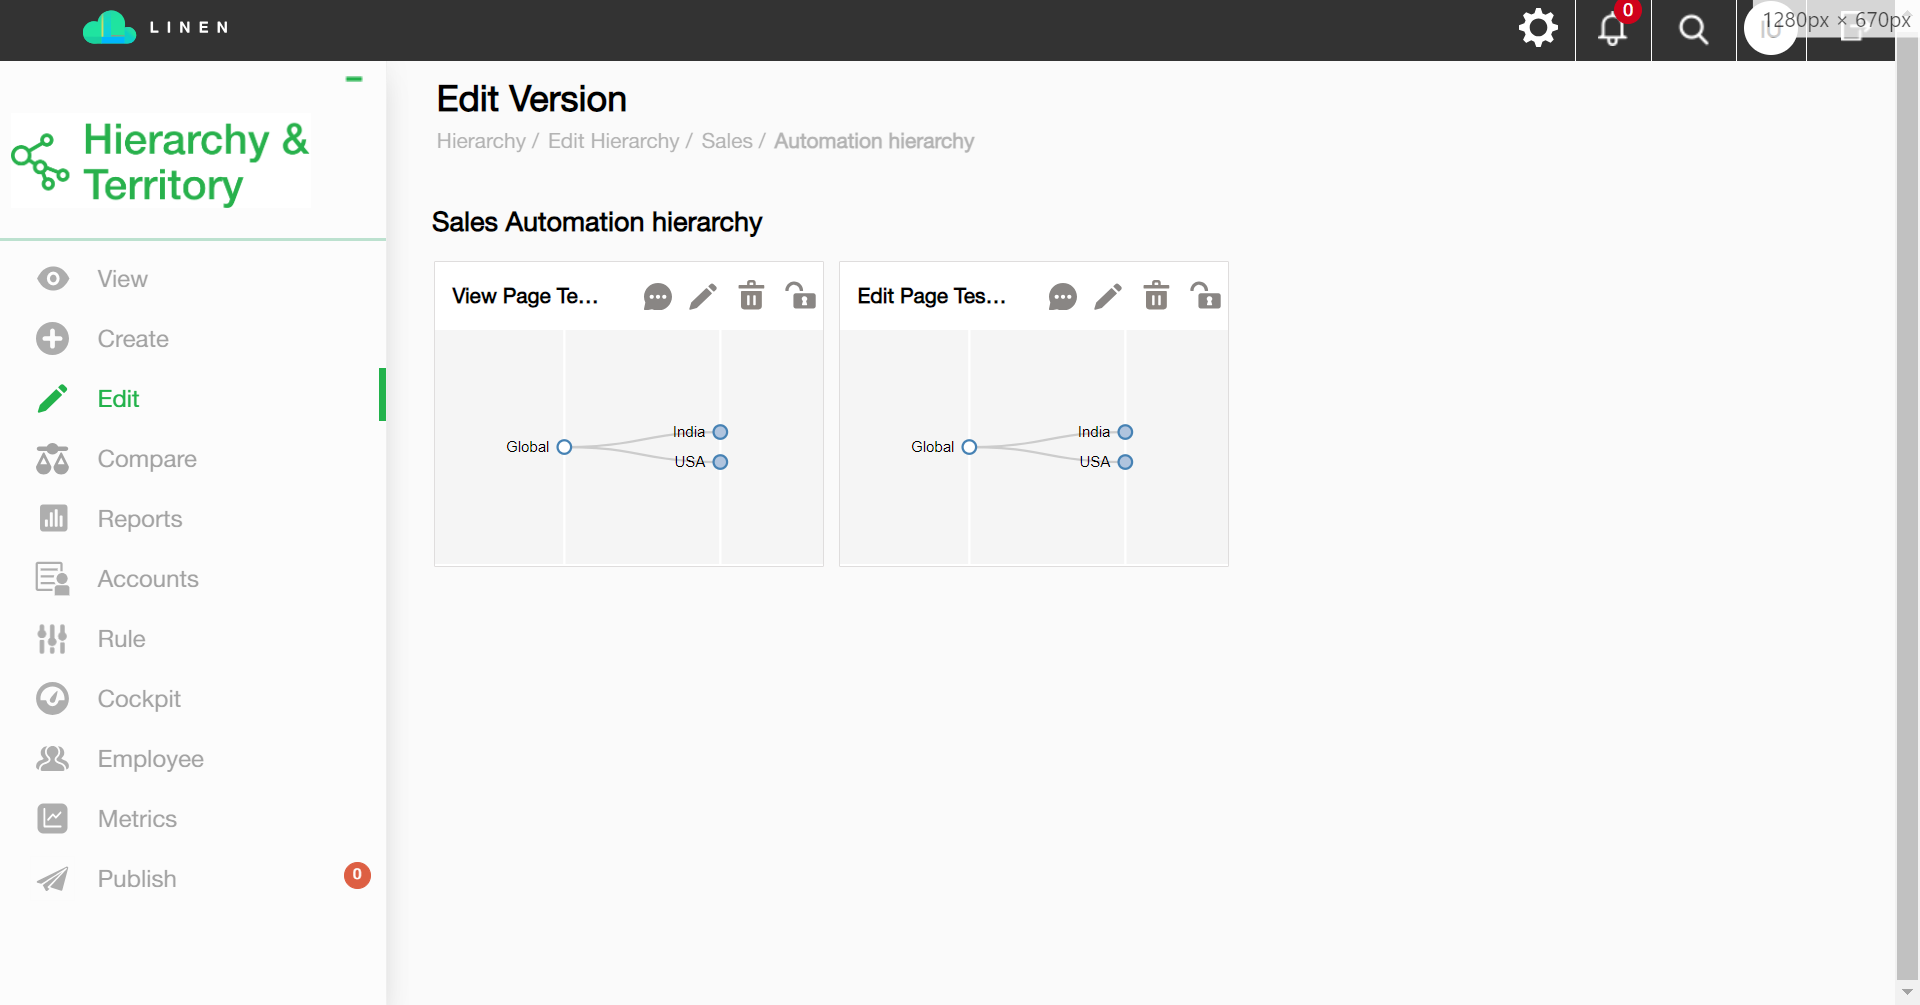 LINEN
0
1280px × 670px
Hierarchy &
Territory
View
Create
Edit
Compare
Reports
Accounts
Rule
Cockpit
Employee
Metrics
Publish
0
Edit Version
Hierarchy / Edit Hierarchy / Sales / Automation hierarchy
Sales Automation hierarchy
View Page Te...
Global
India
USA
Edit Page Tes...
Global
India
USA